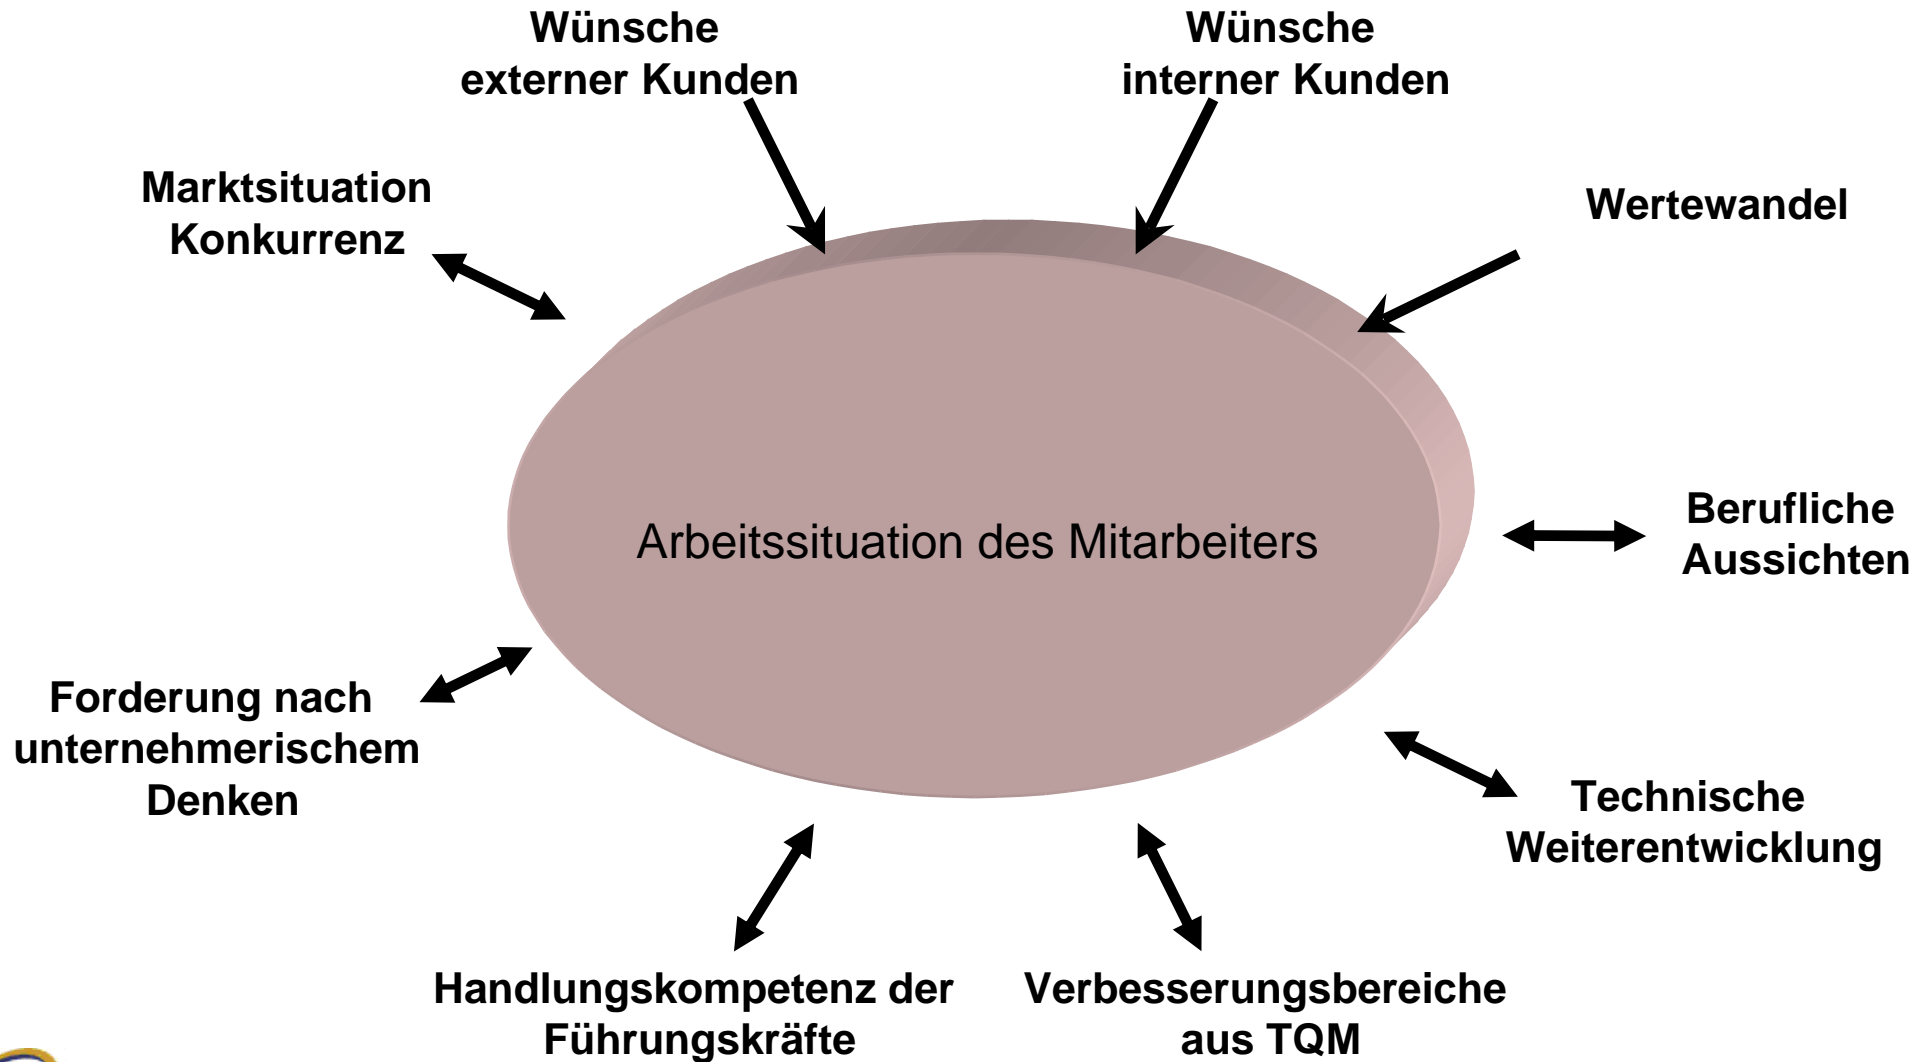 Wünsche
externer Kunden
Wünsche
interner Kunden
Marktsituation
Konkurrenz
Wertewandel
Arbeitssituation des Mitarbeiters
Berufliche
Aussichten
Forderung nach
unternehmerischem
Denken
Technische
Weiterentwicklung
Handlungskompetenz der
Führungskräfte
Verbesserungsbereiche
aus TQM